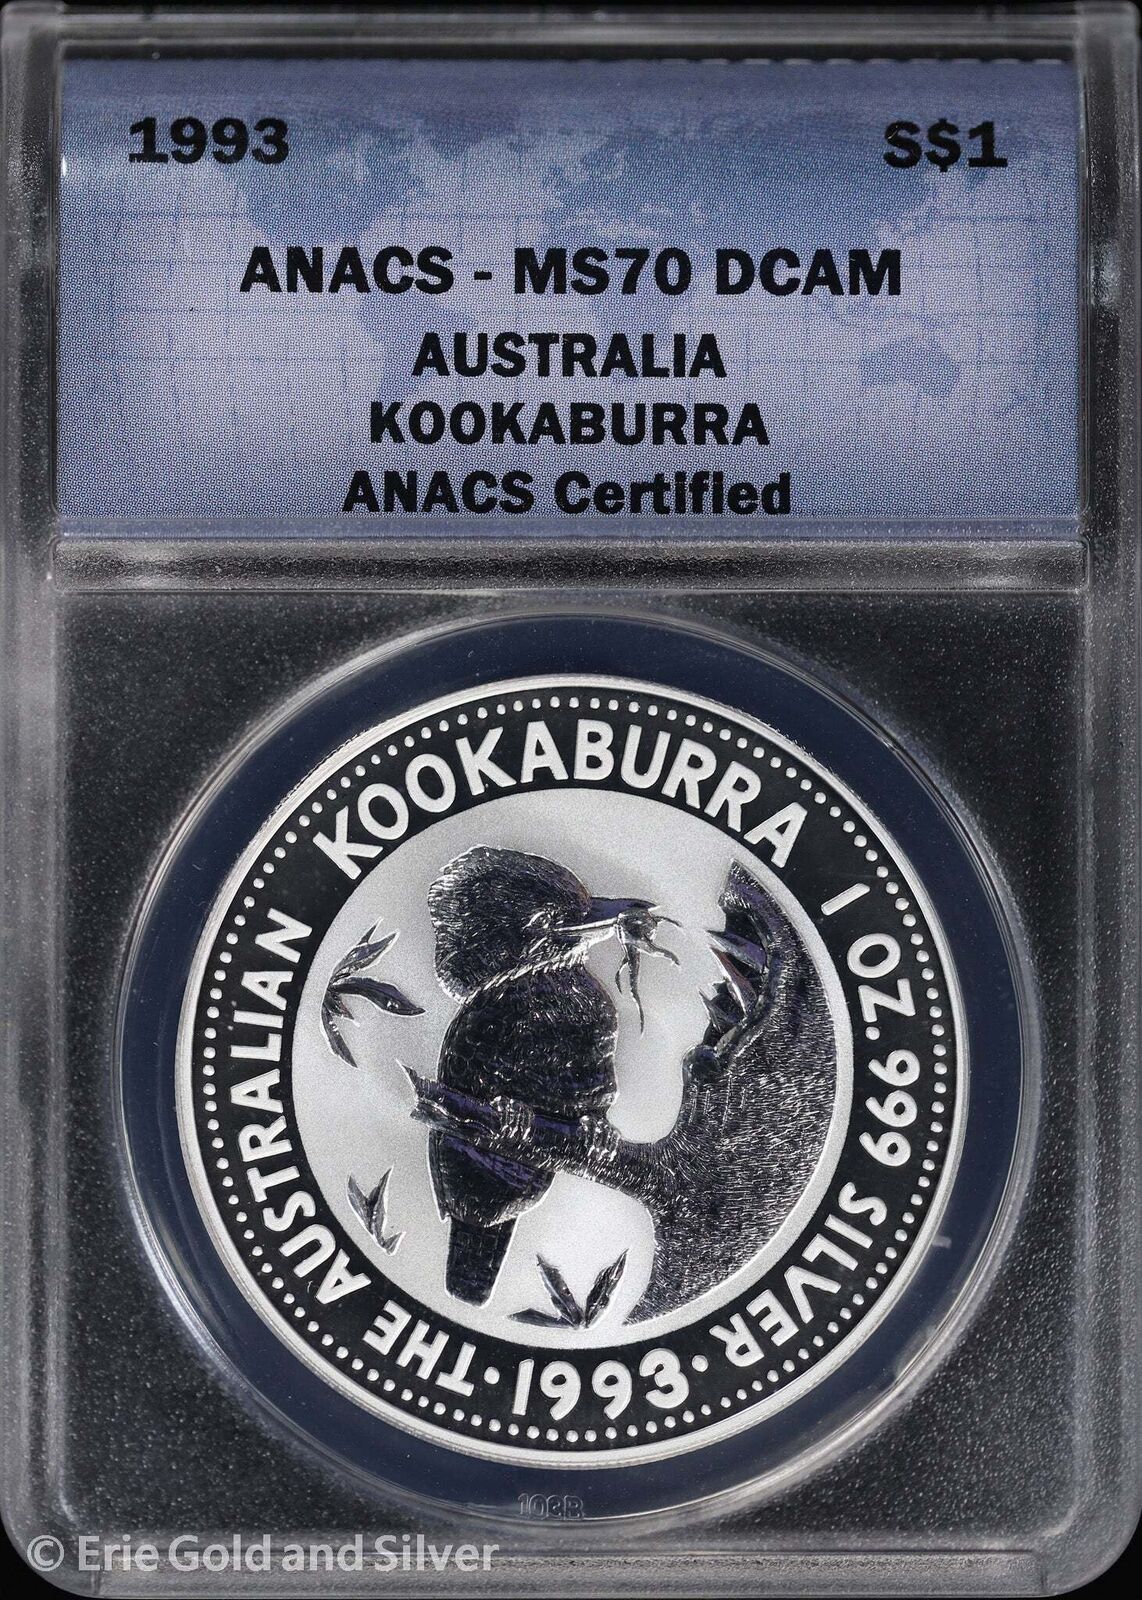 1993 S$1
ANACS - MS70 DCAM
AUSTRALIA
KOOKABURRA
ANACS Certified
THE AUSTRALIAN KOOKABURRA 1 OZ. 999 SILVER · 1993 ·
© Erie Gold and Silver